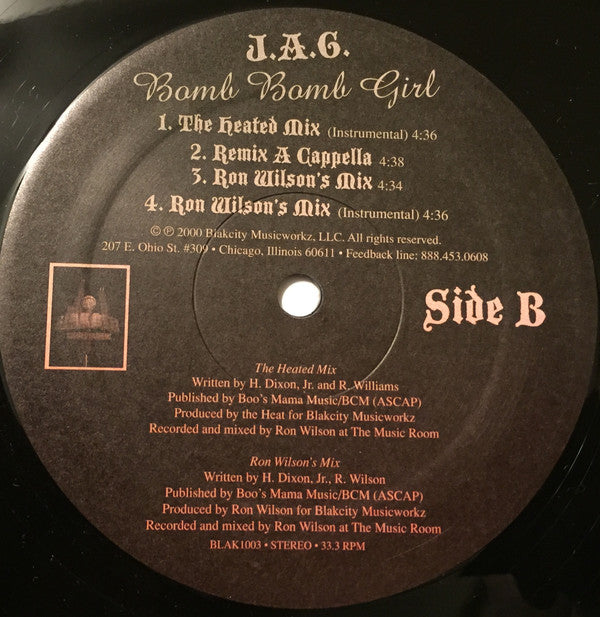 J.A.G.
Bomb Bomb Girl
1. The Heated Mix (Instrumental) 4:36
2. Remix A Cappella 4:38
3. Ron Wilson's Mix 4:34
4. Ron Wilson's Mix (Instrumental) 4:36
© ℗ 2000 Blakcity Musicworkz, LLC. All rights reserved.
207 E. Ohio St. #309 • Chicago, Illinois 60611 • Feedback line: 888.453.0608
Side B
The Heated Mix
Written by H. Dixon, Jr. and R. Williams
Published by Boo's Mama Music/BCM (ASCAP)
Produced by the Heat for Blakcity Musicworkz
Recorded and mixed by Ron Wilson at The Music Room
Ron Wilson's Mix
Written by H. Dixon, Jr., R. Wilson
Published by Boo's Mama Music/BCM (ASCAP)
Produced by Ron Wilson for Blakcity Musicworkz
Recorded and mixed by Ron Wilson at The Music Room
BLAK1003 • STEREO • 33.3 RPM